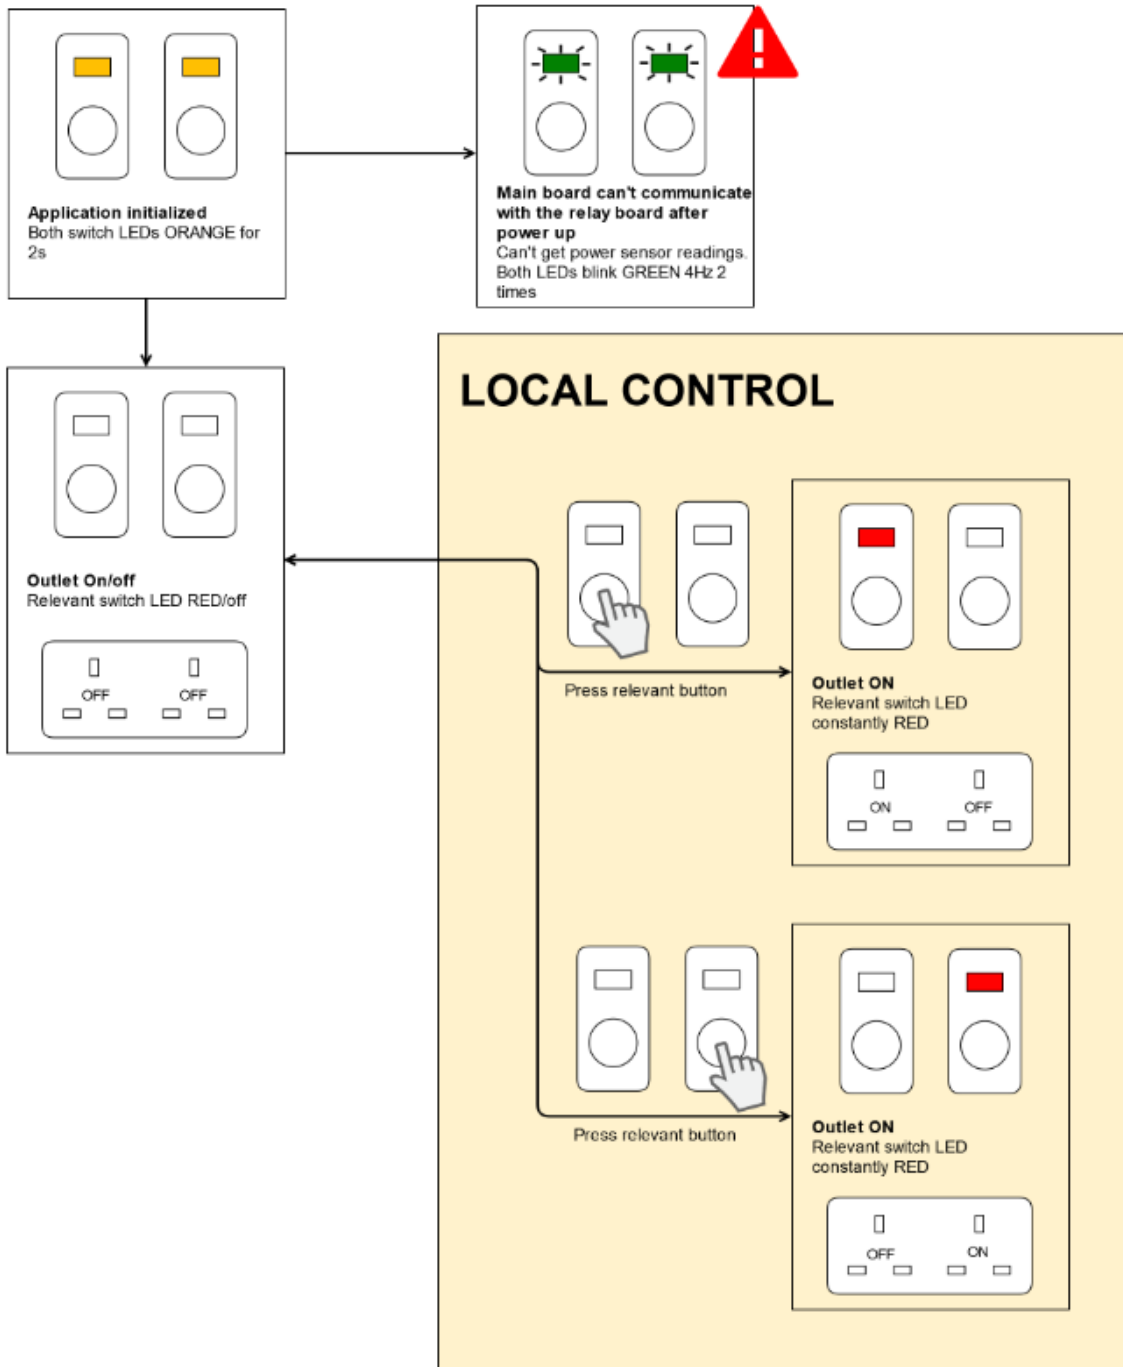 Application initialized
Both switch LEDs ORANGE for
2s
Main board can't communicate
with the relay board after
power up
Can't get power sensor readings.
Both LEDs blink GREEN 4Hz 2
times
Outlet On/off
Relevant switch LED RED/off
OFF OFF
LOCAL CONTROL
Press relevant button
Outlet ON
Relevant switch LED
constantly RED
ON OFF
Press relevant button
Outlet ON
Relevant switch LED
constantly RED
OFF ON